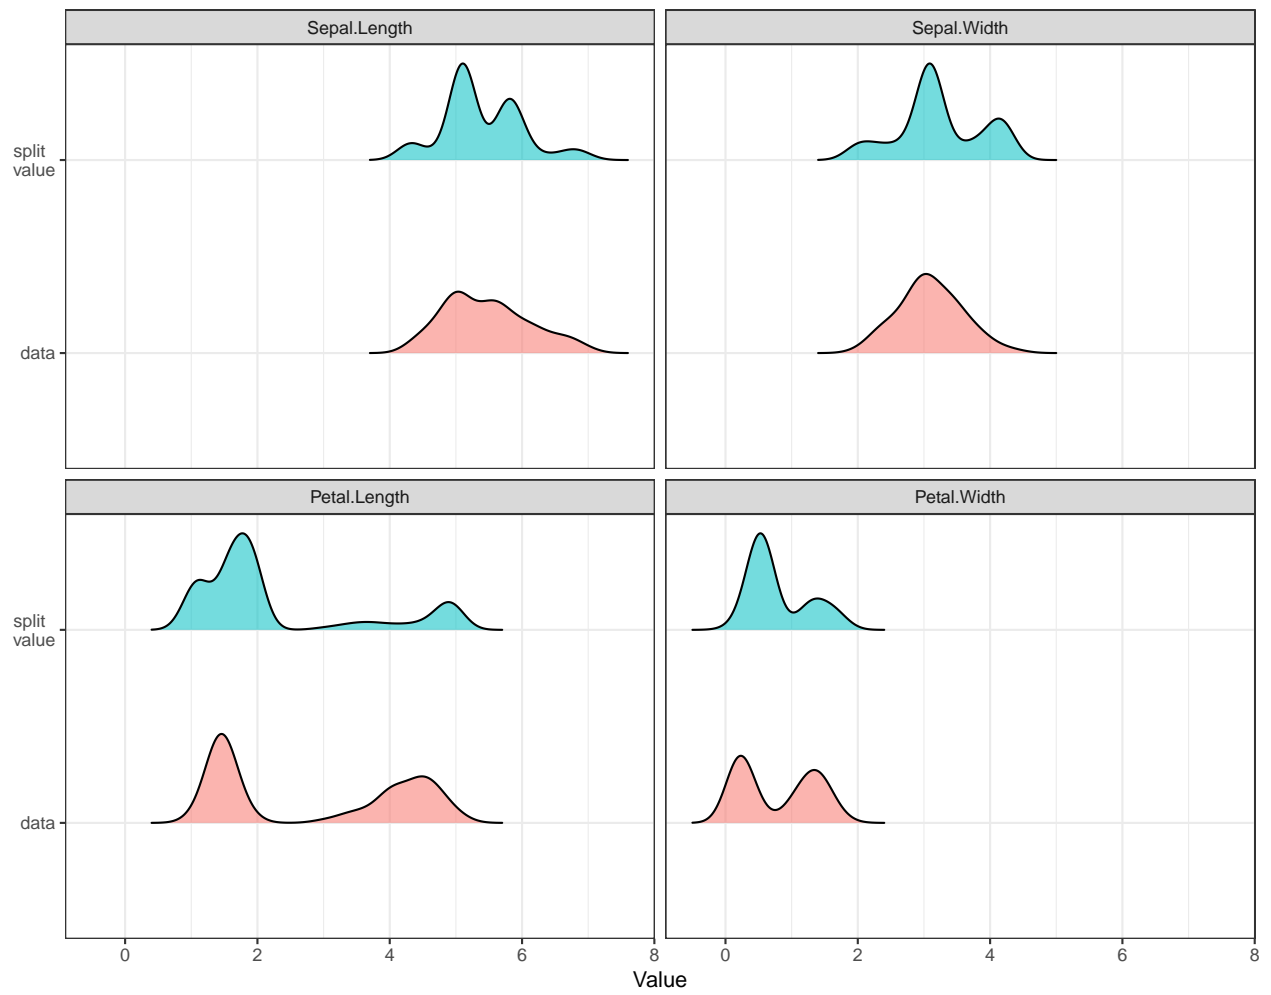 Sepal.Length
Sepal.Width
split
value
data
Petal.Length
Petal.Width
split
value
data
0 2 4 6 8
0 2 4 6 8
Value